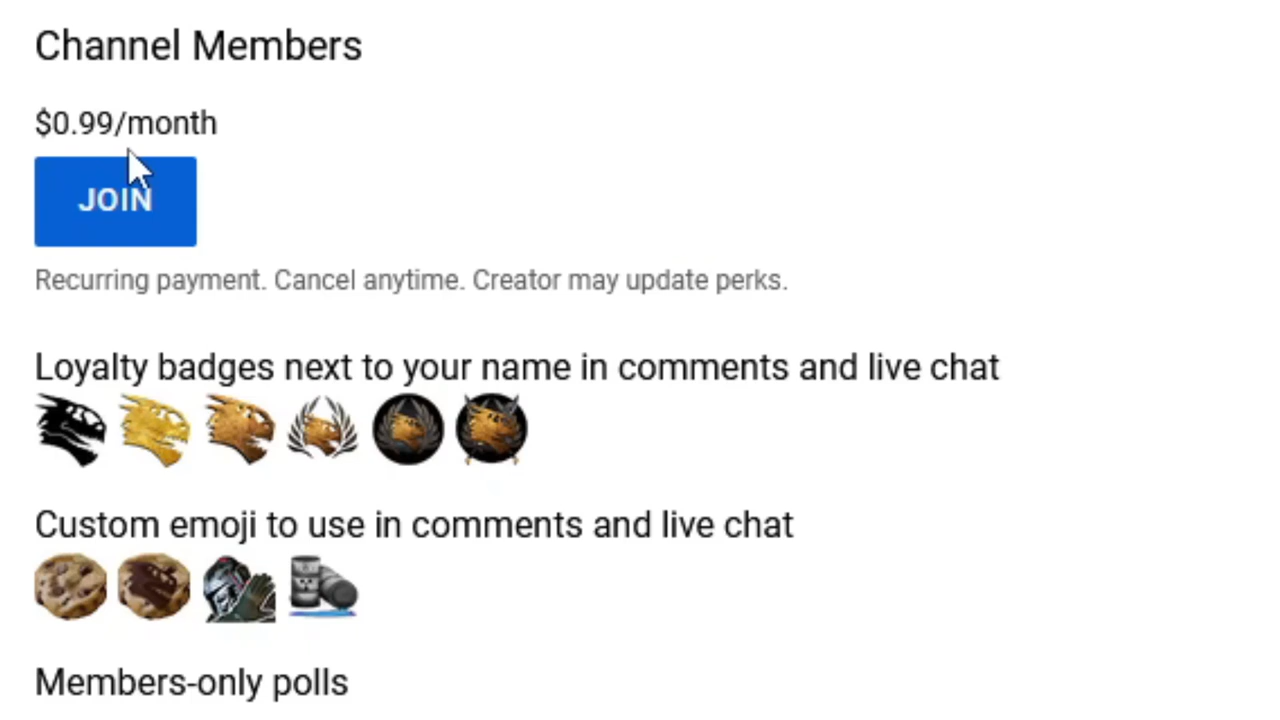 Channel Members
$0.99/month
JOIN
Recurring payment. Cancel anytime. Creator may update perks.
Loyalty badges next to your name in comments and live chat
Custom emoji to use in comments and live chat
Members-only polls